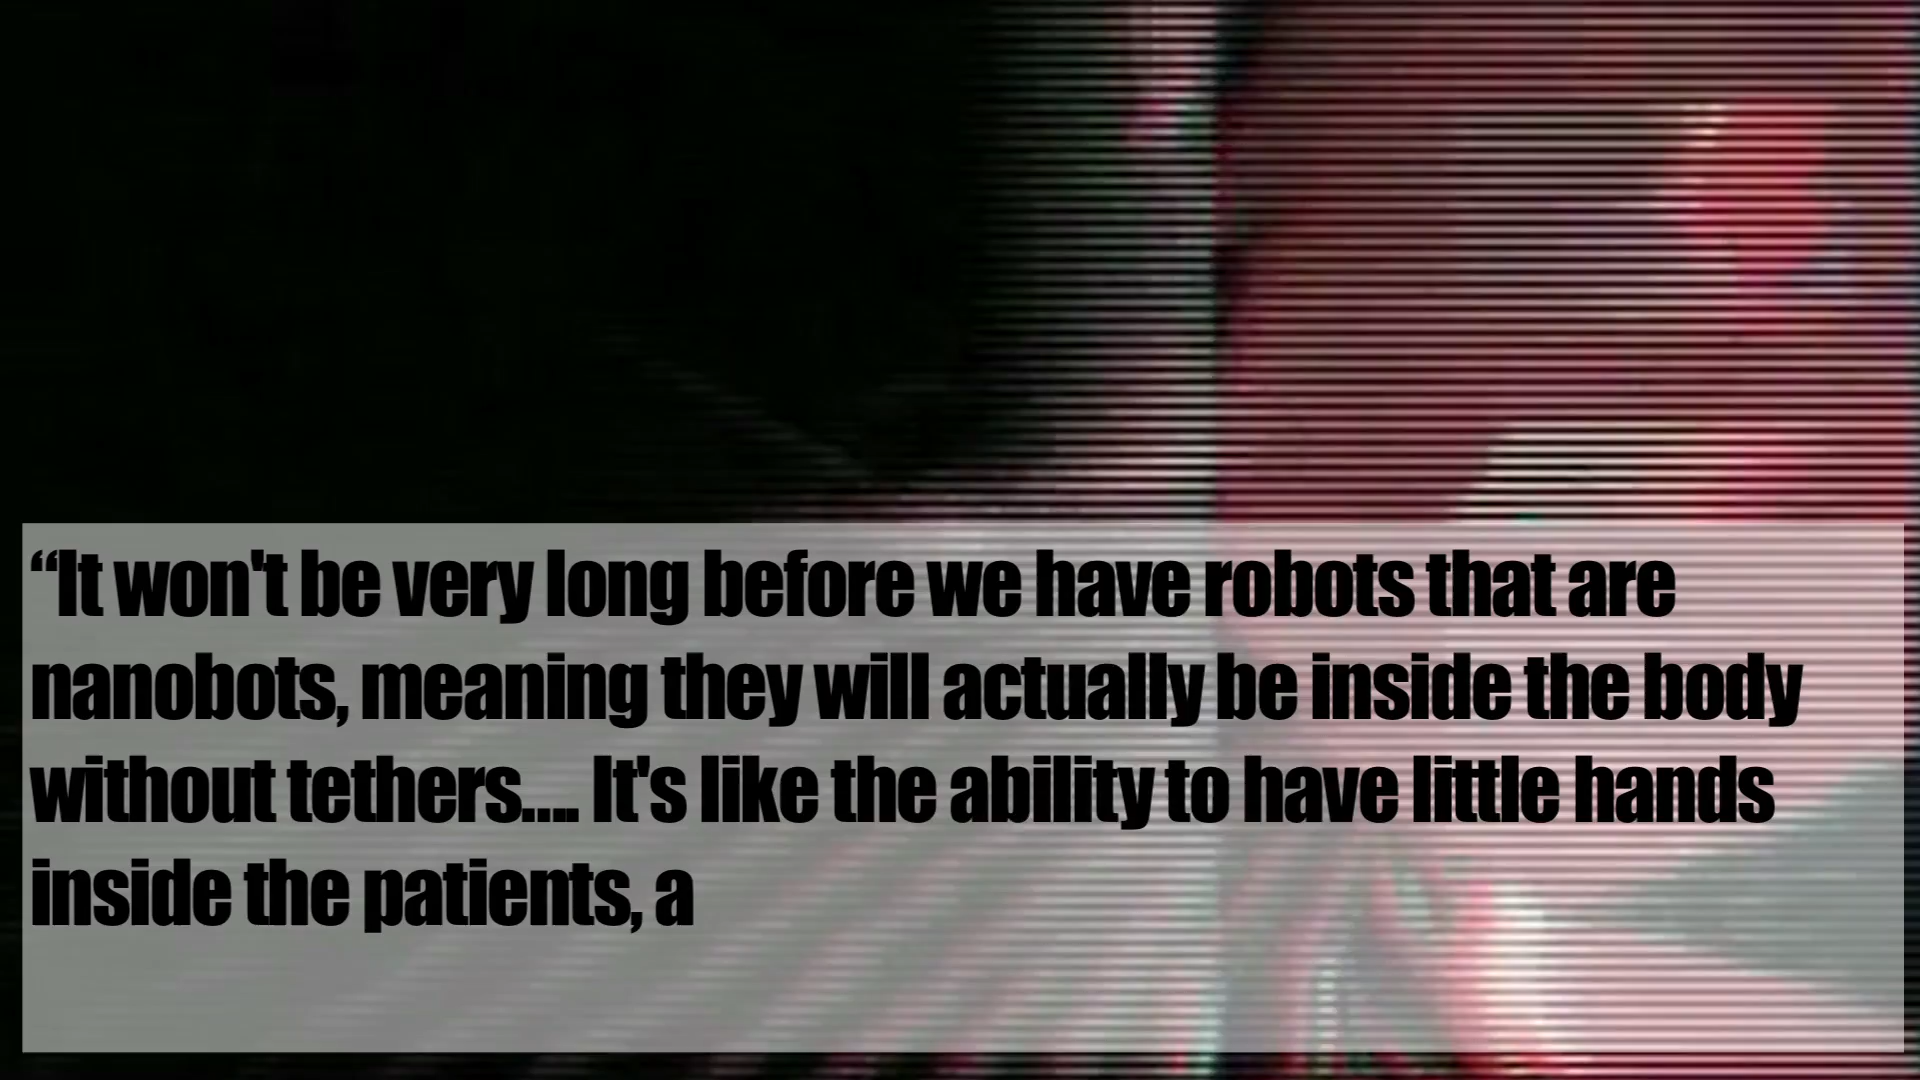 “It won't be very long before we have robots that are
nanobots, meaning they will actually be inside the body
without tethers.... It's like the ability to have little hands
inside the patients, a